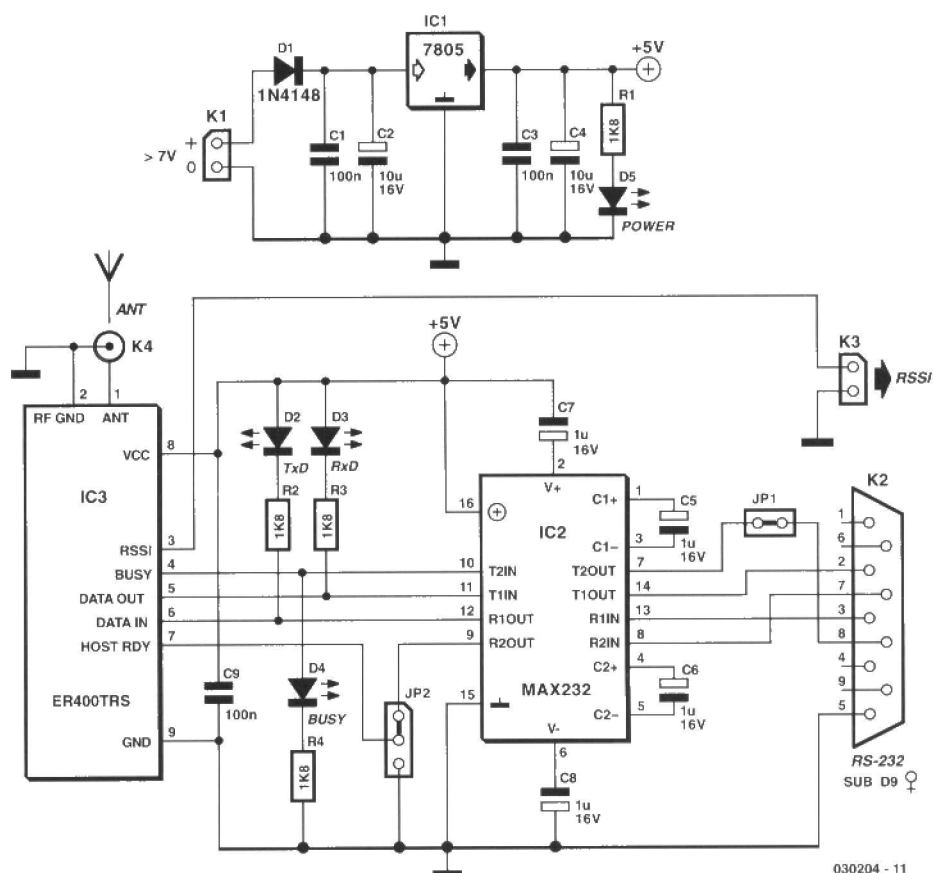 IC1
7805
+5V
D1
1N4148
R1
1K8
K1
+
0
> 7V
C1
100n
C2
10u
16V
C3
100n
C4
10u
16V
D5
POWER
ANT
K4
+5V
K3
RSSI
2
1
RF GND
ANT
C7
1u
16V
D2
D3
TxD
RxD
8
VCC
IC3
R2
R3
1K8
1K8
2
V+
K2
16
IC2
C1+
1
C5
1u
16V
JP1
1
6
3
RSSI
C1−
3
4
BUSY
10
T2IN
T2OUT
7
2
5
DATA OUT
11
T1IN
T1OUT
14
7
6
DATA IN
12
R1OUT
R1IN
13
3
7
HOST RDY
9
R2OUT
R2IN
8
8
C2+
4
C6
1u
16V
4
9
C9
100n
D4
BUSY
JP2
15
MAX232
C2−
5
5
ER400TRS
9
GND
R4
1K8
V-
6
C8
1u
16V
RS-232
SUB D9 ♀
030204 - 11